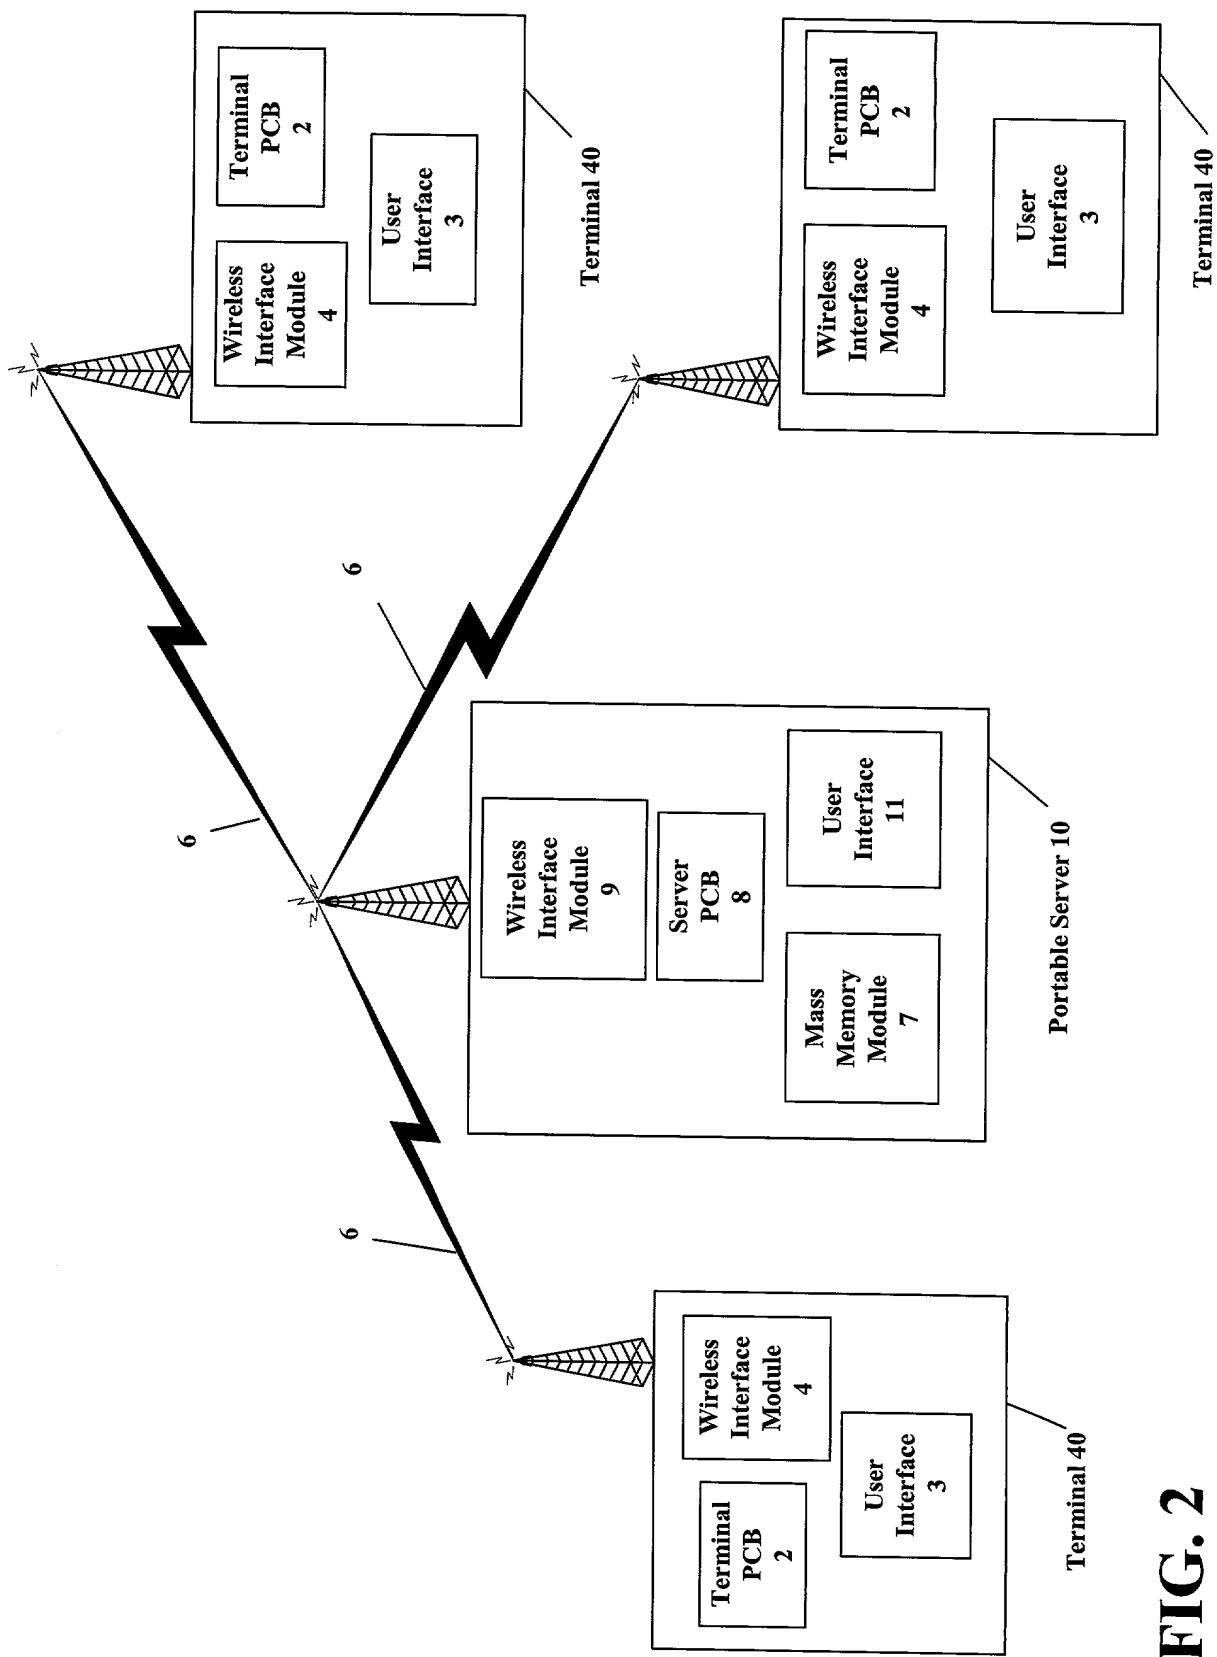 Terminal
PCB
2
Wireless
Interface
Module
4
User
Interface
3
Terminal 40
6
Wireless
Interface
Module
9
Server
PCB
8
Mass
Memory
Module
7
User
Interface
11
Portable Server 10
6
6
Wireless
Interface
Module
4
Terminal
PCB
2
User
Interface
3
Terminal 40
Wireless
Interface
Module
4
Terminal
PCB
2
User
Interface
3
Terminal 40
FIG. 2